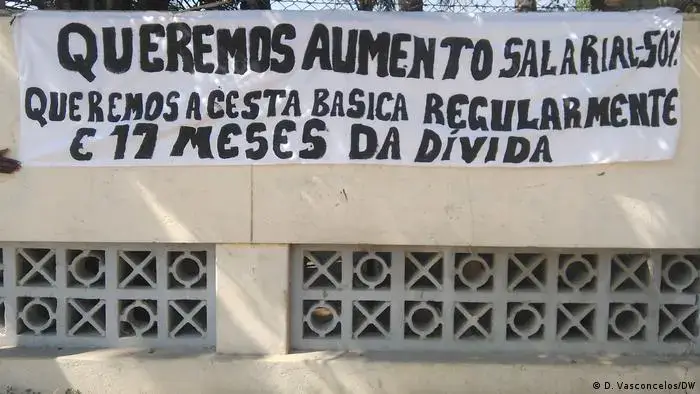 QUEREMOS AUMENTO SALARIAL-50%
QUEREMOS A CESTA BASICA REGULARMENTE
E 17 MESES DA DÍVIDA
© D. Vasconcelos/DW